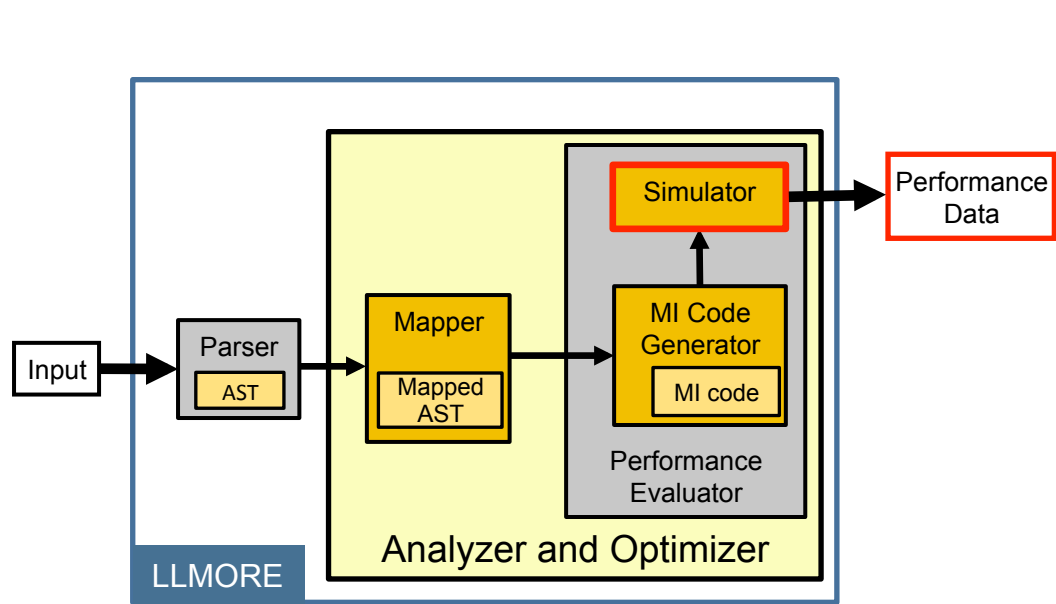 Input
Parser
AST
Mapper
Mapped
AST
Simulator
MI Code
Generator
MI code
Performance
Evaluator
Analyzer and Optimizer
LLMORE
Performance
Data